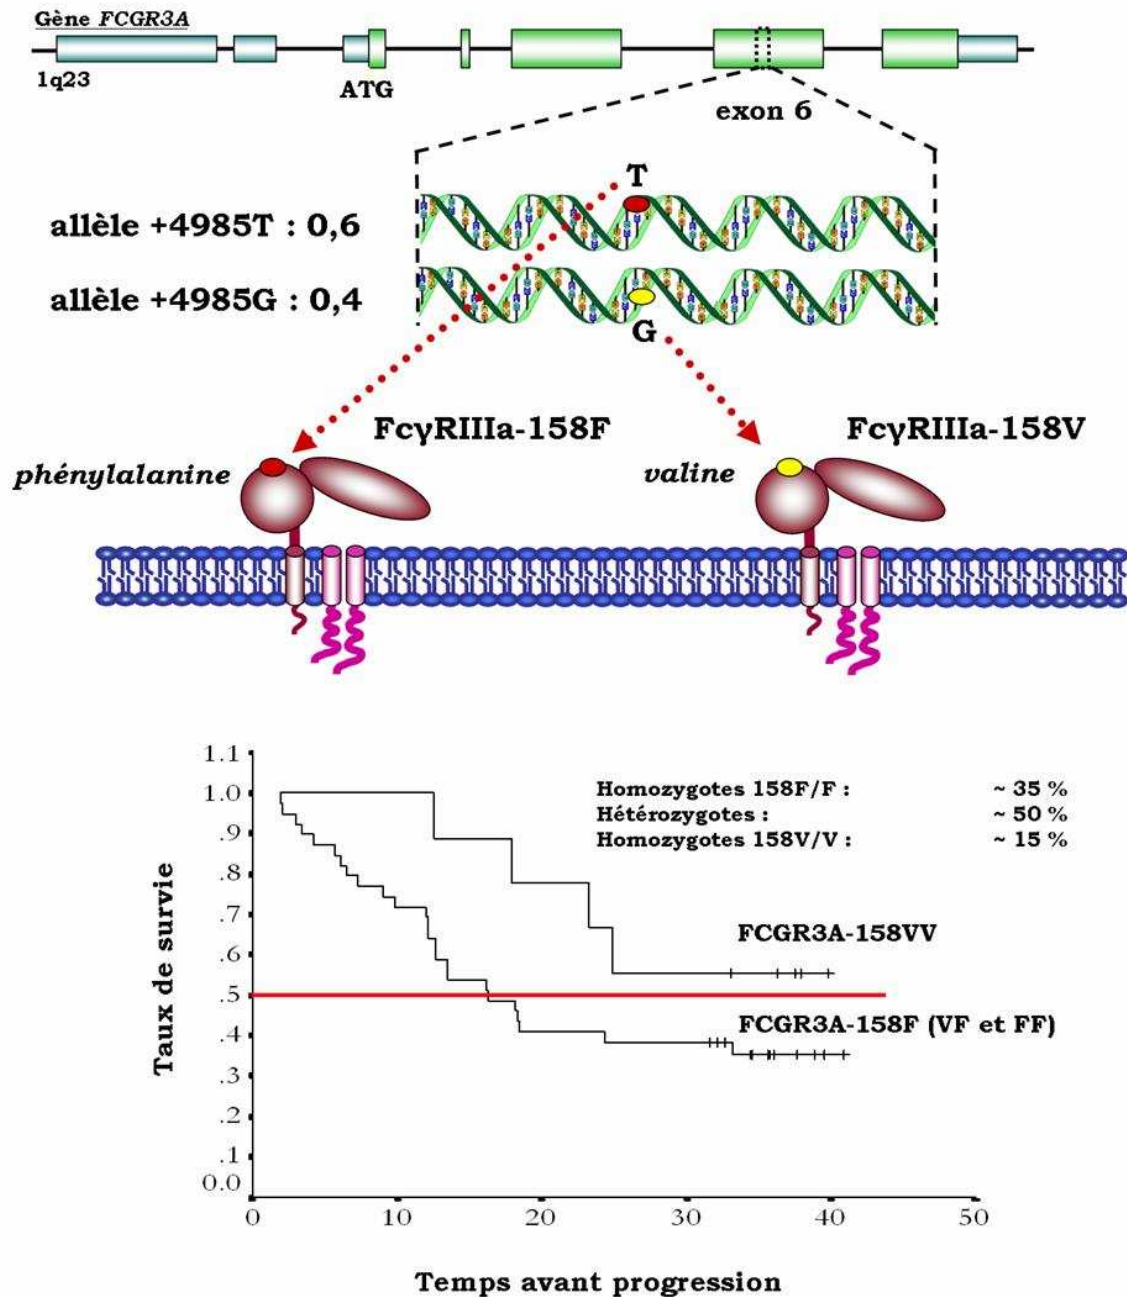 Gène FCGR3A
1q23
ATG
exon 6
T
allèle +4985T : 0,6
allèle +4985G : 0,4
G
FcγRIIIa-158F
FcγRIIIa-158V
phénylalanine
valine
1.1
1.0
.9
.8
.7
.6
.5
.4
.3
.2
.1
0.0
Taux de survie
Homozygotes 158F/F : ~ 35 %
Hétérozygotes : ~ 50 %
Homozygotes 158V/V : ~ 15 %
FCGR3A-158VV
FCGR3A-158F (VF et FF)
0 10 20 30 40 50
Temps avant progression